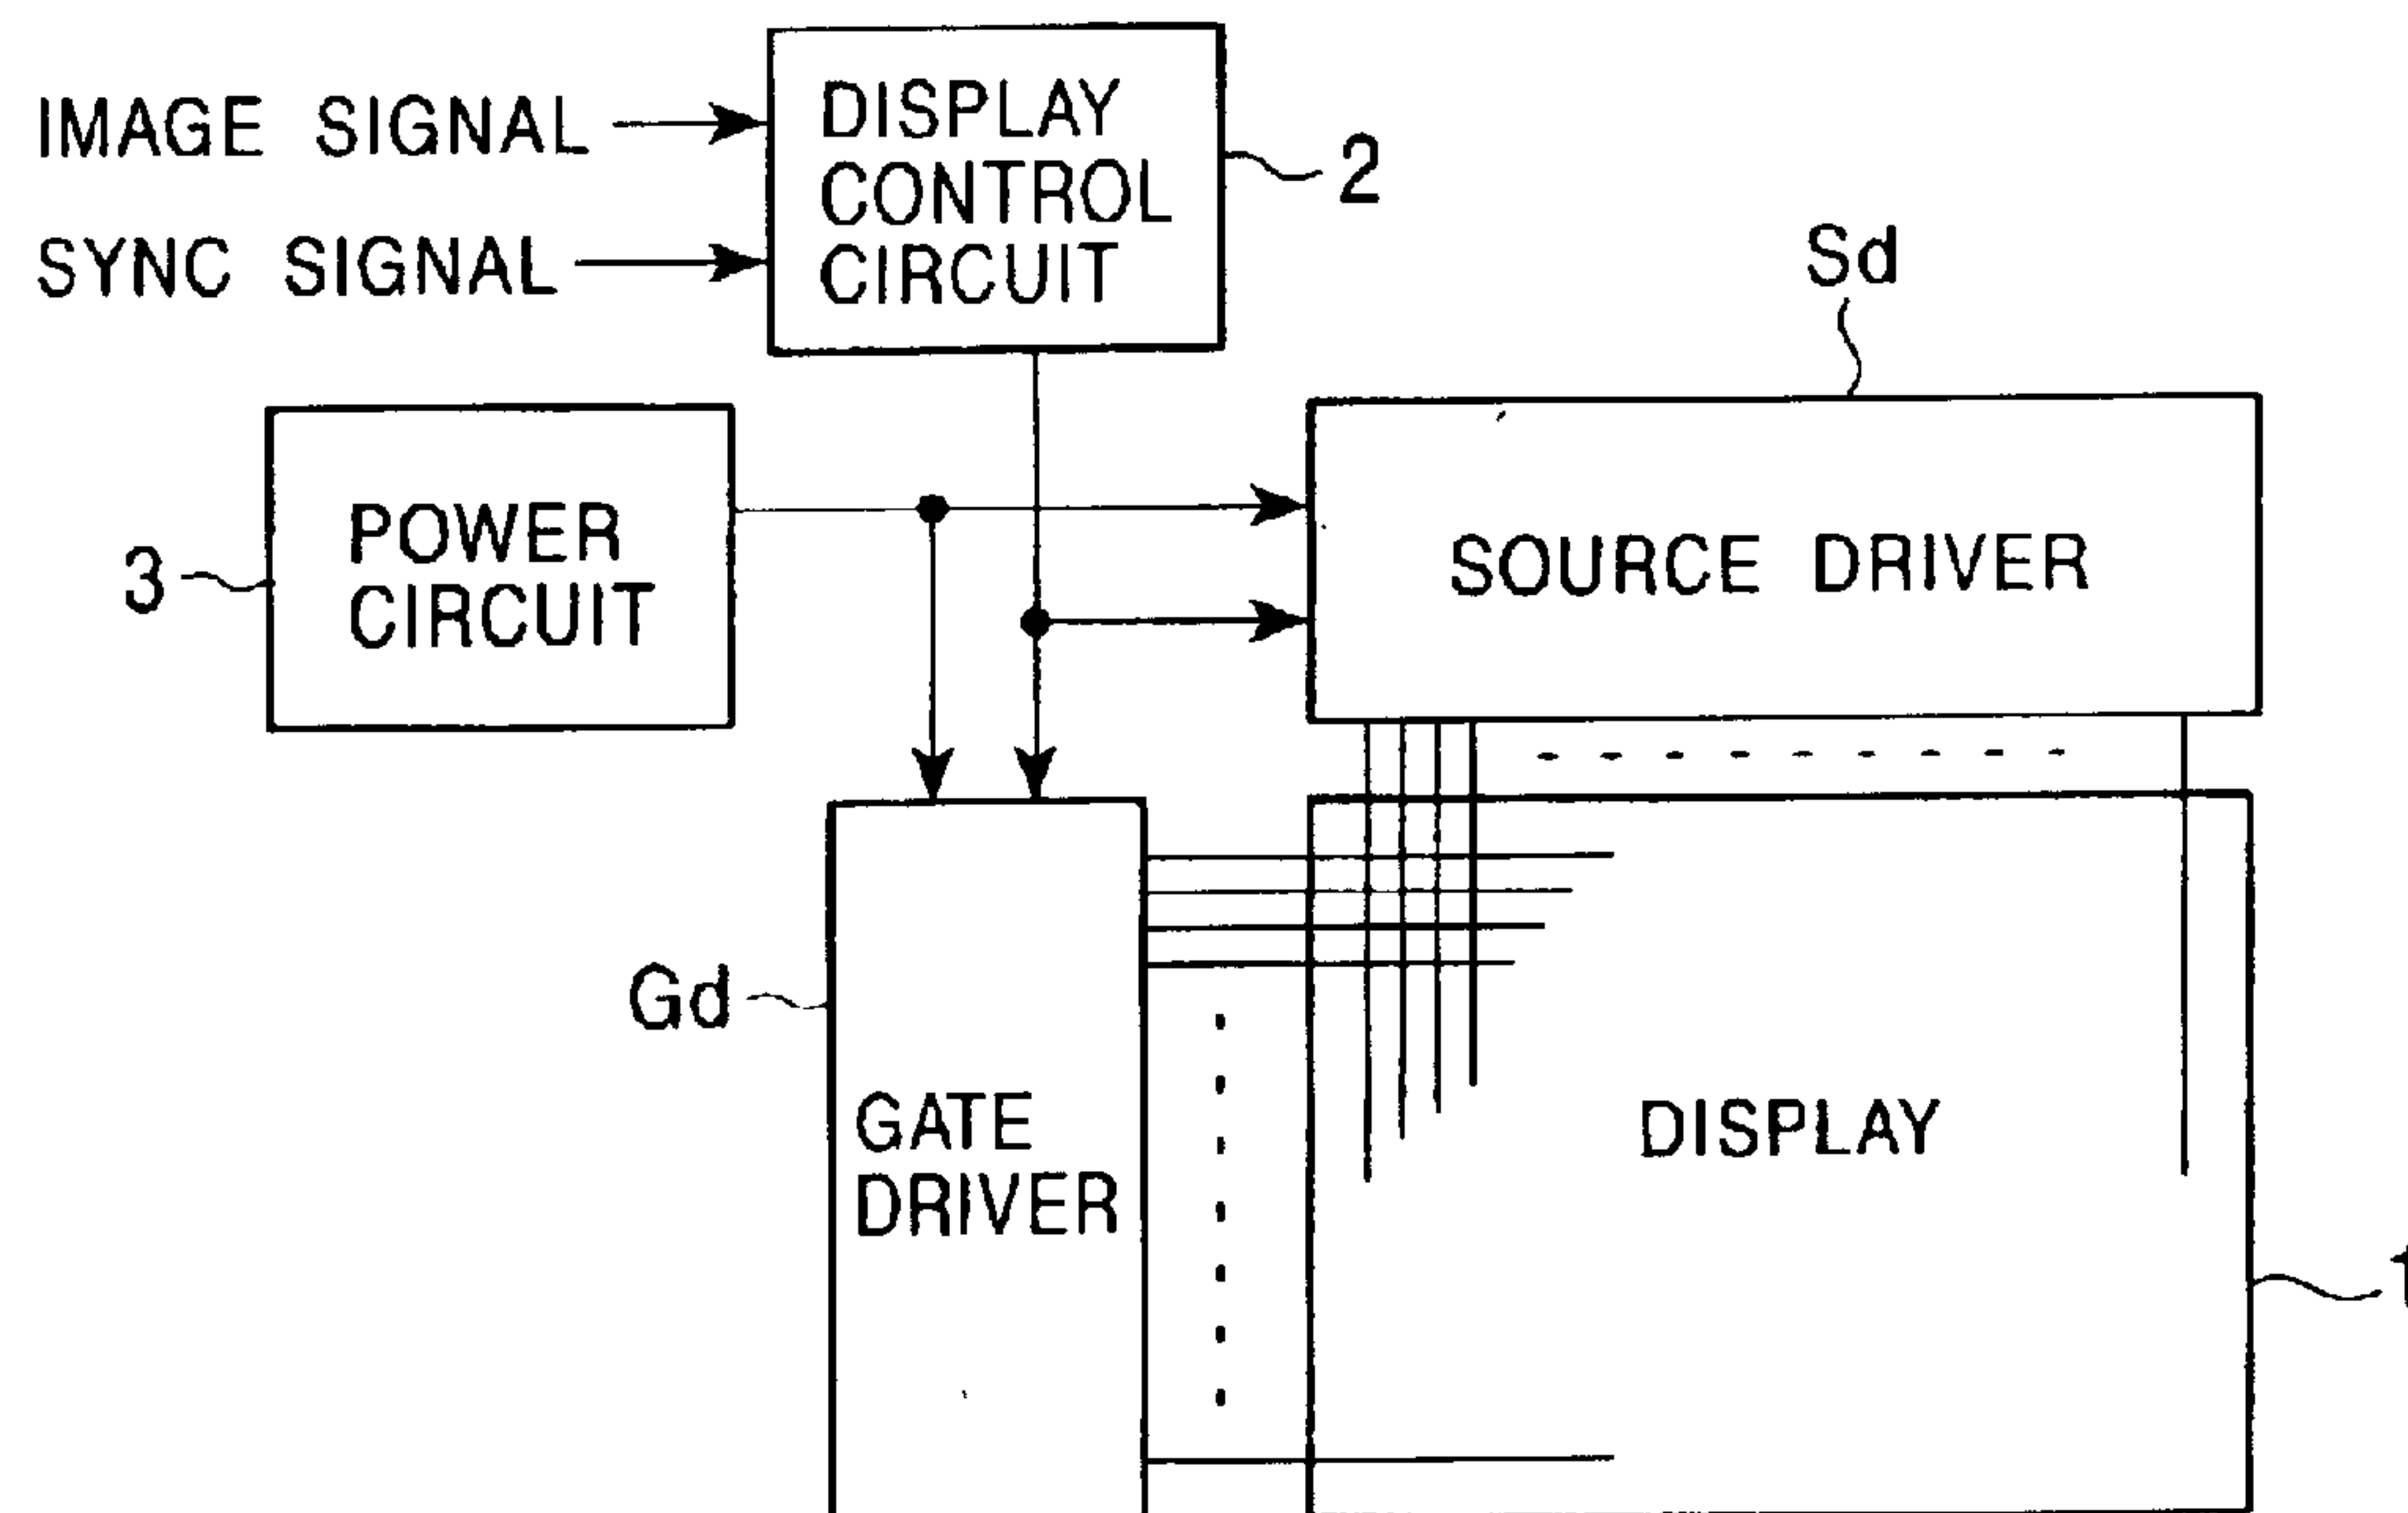 IMAGE SIGNAL
SYNC SIGNAL
DISPLAY
CONTROL
CIRCUIT
2
Sd
POWER
CIRCUIT
3
SOURCE DRIVER
Gd
GATE
DRIVER
DISPLAY